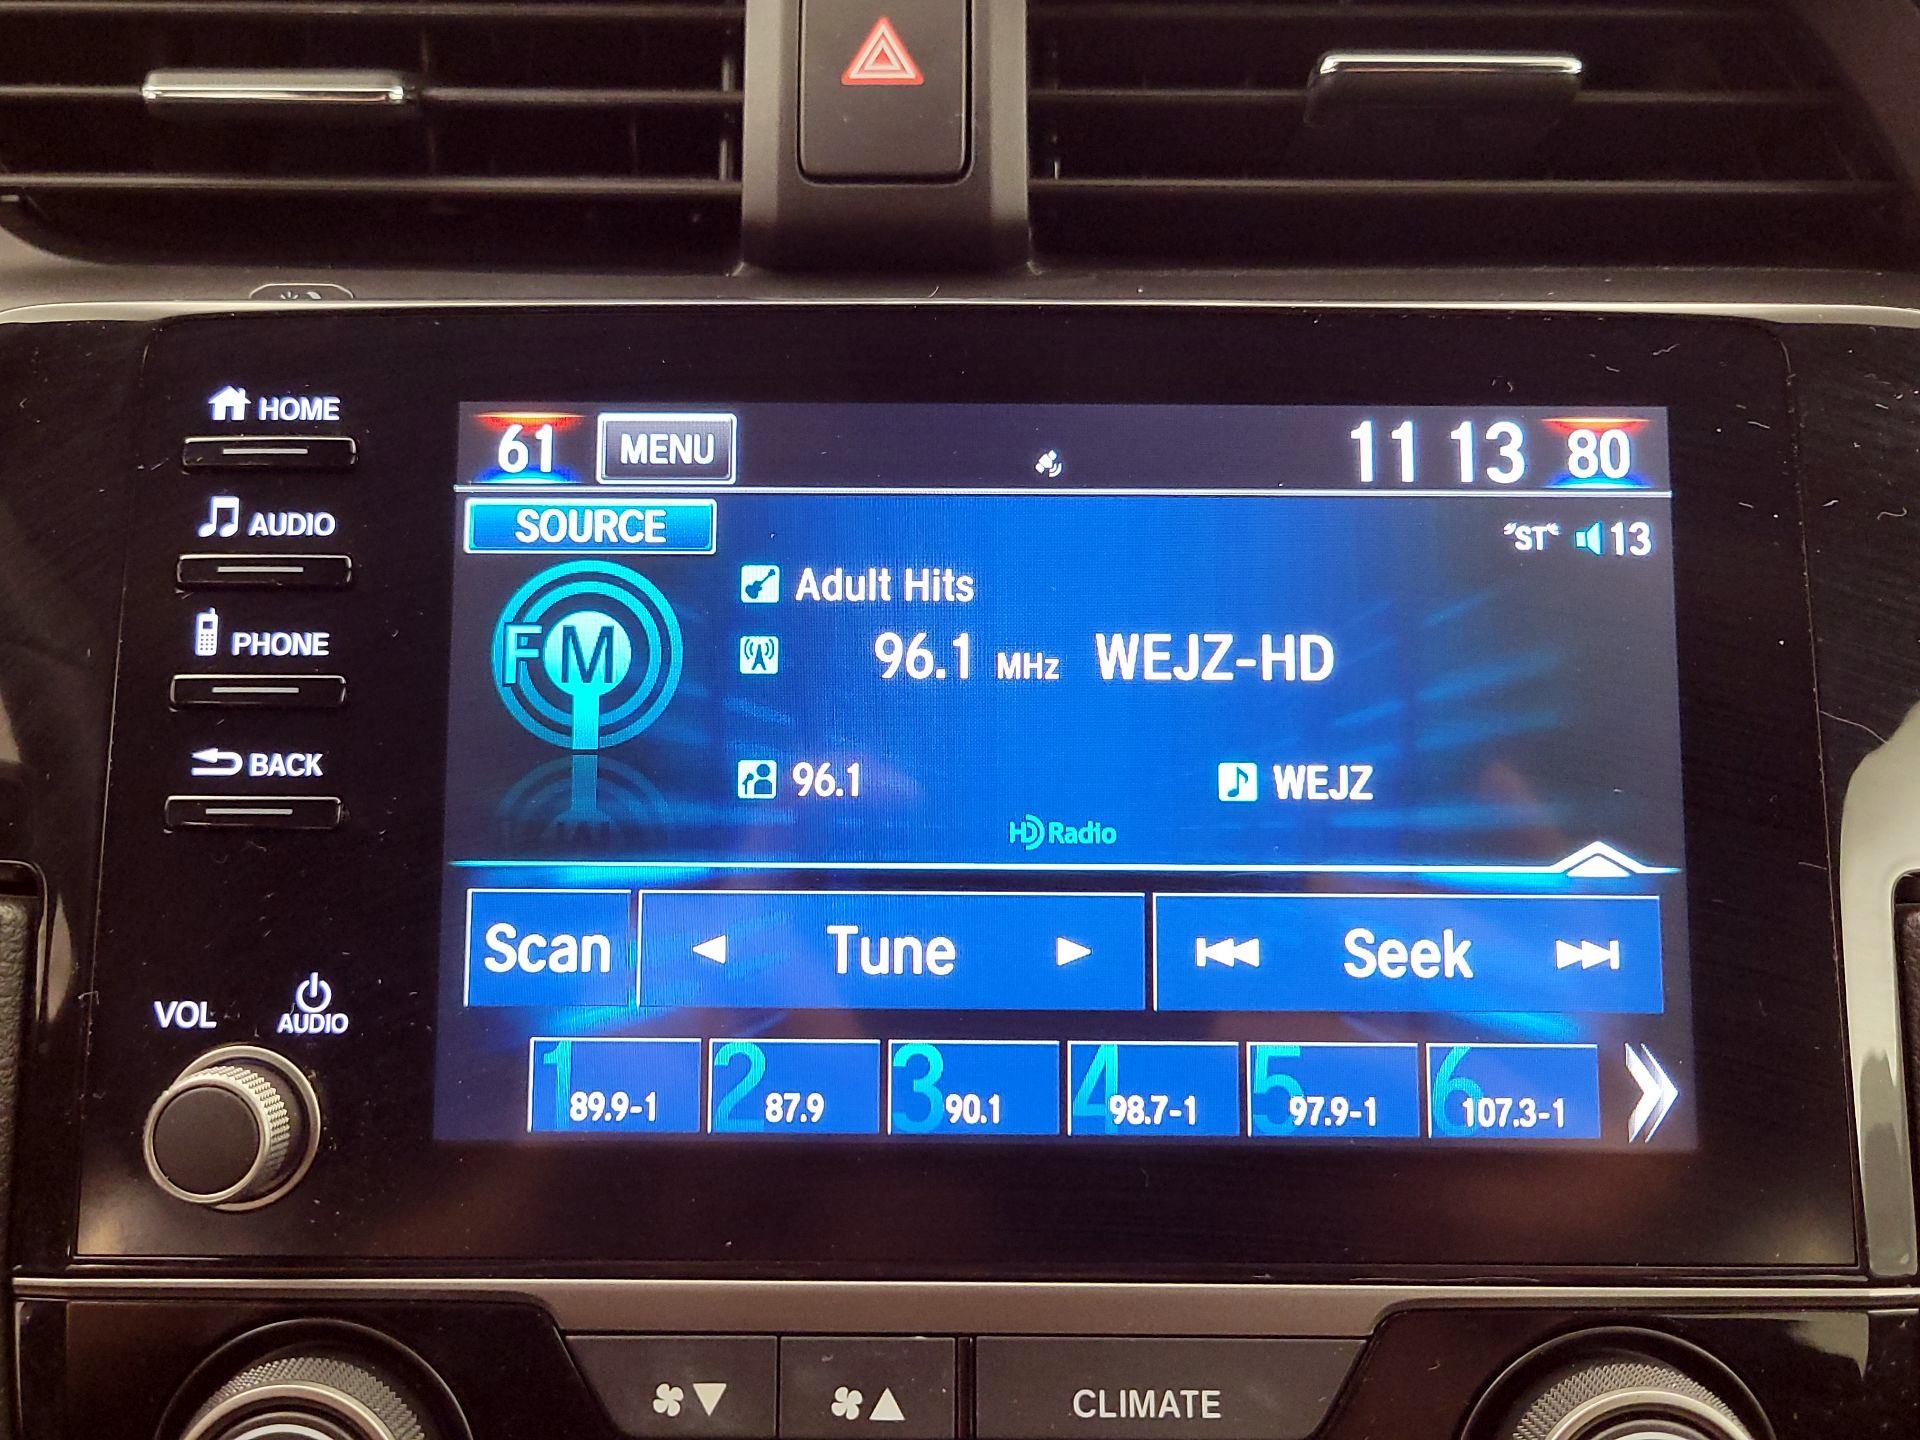 HOME
AUDIO
PHONE
BACK
VOL
AUDIO
61 MENU 11 13 80
SOURCE
"ST" 13
FM
Adult Hits
96.1 MHz WEJZ-HD
96.1 WEJZ
HD Radio
Scan Tune Seek
1 89.9-1
2 87.9
3 90.1
4 98.7-1
5 97.9-1
6 107.3-1
CLIMATE